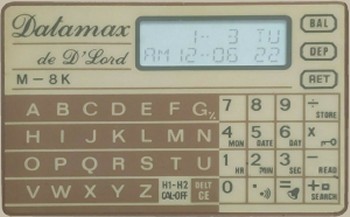 Datamax
de D'Lord
M-8K
1- 3 TU
AM 12-06 22
BAL
DEP
RET
A B C D E F G % 7 8 9 ÷ STORE
H I J K L M N 4 MON 5 DATE 6 DAY x
O P Q R S T U 1 HR 2 MIN 3 SEC − READ
V W X Y Z H1-H2 CAL-OFF DELT CE 0 . = + SEARCH